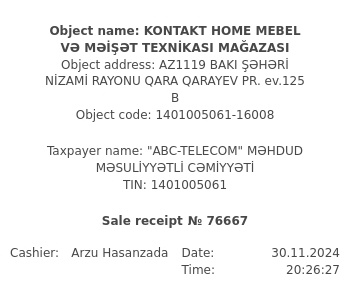 Object name: KONTAKT HOME MEBEL
VƏ MƏİŞƏT TEXNİKASI MAĞAZASI
Object address: AZ1119 BAKI ŞƏHƏRİ
NİZAMİ RAYONU QARA QARAYEV PR. ev.125
B
Object code: 1401005061-16008
Taxpayer name: "ABC-TELECOM" MƏHDUD
MƏSULİYYƏTLİ CƏMİYYƏTİ
TIN: 1401005061
Sale receipt № 76667
Cashier: Arzu Hasanzada Date: 30.11.2024
Time: 20:26:27